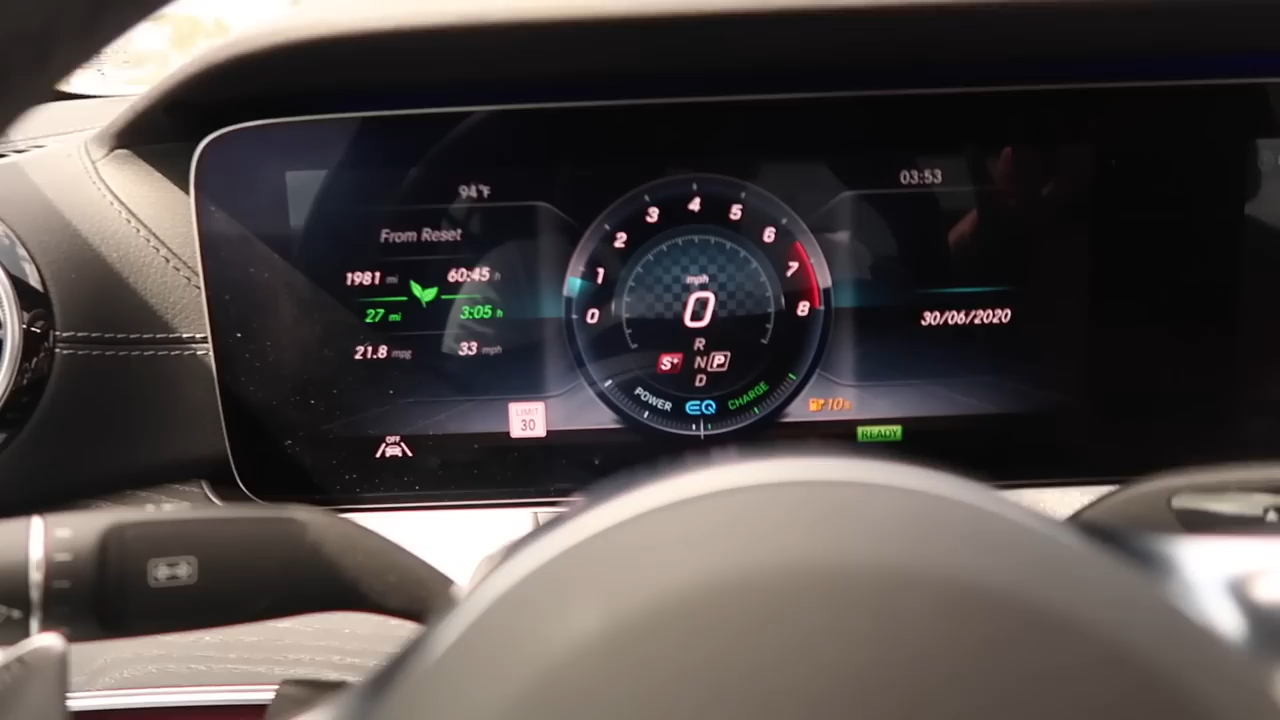 94°F
03:53
From Reset
1981 mi 60:45 h
27 mi 3:05 h
21.8 mpg 33 mph
0 1 2 3 4 5 6 7 8
mph
0
R
S+ N P
D
POWER EQ CHARGE
30/06/2020
LIMIT
30
OFF
READY